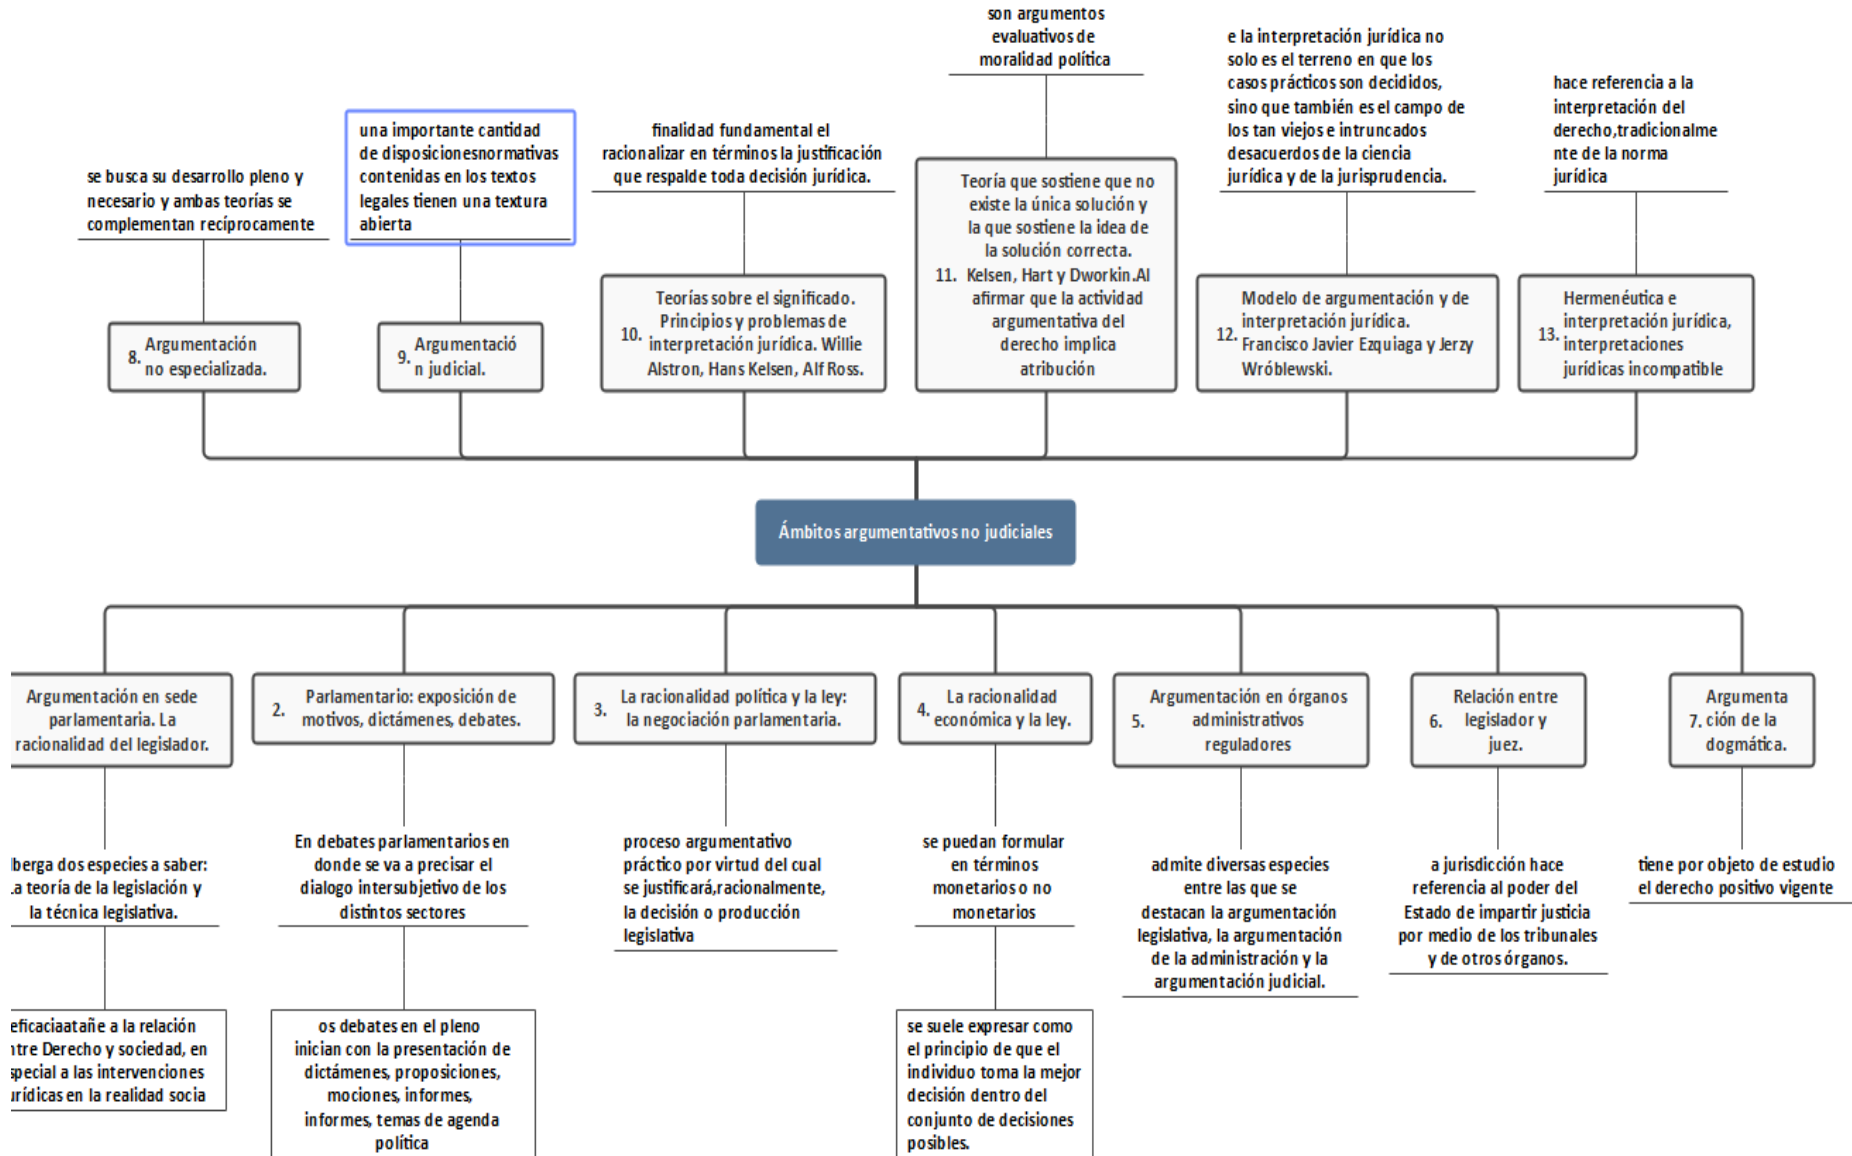 se busca su desarrollo pleno y
necesario y ambas teorías se
complementan recíprocamente
8. Argumentación
no especializada.
una importante cantidad
de disposicionesnormativas
contenidas en los textos
legales tienen una textura
abierta
9. Argumentació
n judicial.
finalidad fundamental el
racionalizar en términos la justificación
que respalde toda decisión jurídica.
Teorías sobre el significado.
Principios y problemas de
10. interpretación jurídica. Willie
Alstron, Hans Kelsen, Alf Ross.
son argumentos
evaluativos de
moralidad política
Teoría que sostiene que no
existe la única solución y
la que sostiene la idea de
la solución correcta.
11. Kelsen, Hart y Dworkin.Al
afirmar que la actividad
argumentativa del
derecho implica
atribución
e la interpretación jurídica no
solo es el terreno en que los
casos prácticos son decididos,
sino que también es el campo de
los tan viejos e intruncados
desacuerdos de la ciencia
jurídica y de la jurisprudencia.
Modelo de argumentación y de
12. interpretación jurídica.
Francisco Javier Ezquiaga y Jerzy
Wróblewski.
hace referencia a la
interpretación del
derecho,tradicionalme
nte de la norma
jurídica
Hermenéutica e
13. interpretación jurídica,
interpretaciones
jurídicas incompatible
Ámbitos argumentativos no judiciales
Argumentación en sede
parlamentaria. La
racionalidad del legislador.
lberga dos especies a saber:
La teoría de la legislación y
la técnica legislativa.
eficaciaatañe a la relación
ntre Derecho y sociedad, en
special a las intervenciones
urídicas en la realidad socia
2. Parlamentario: exposición de
motivos, dictámenes, debates.
En debates parlamentarios en
donde se va a precisar el
dialogo intersubjetivo de los
distintos sectores
os debates en el pleno
inician con la presentación de
dictámenes, proposiciones,
mociones, informes,
informes, temas de agenda
política
3. La racionalidad política y la ley:
la negociación parlamentaria.
proceso argumentativo
práctico por virtud del cual
se justificará,racionalmente,
la decisión o producción
legislativa
4. La racionalidad
económica y la ley.
se puedan formular
en términos
monetarios o no
monetarios
se suele expresar como
el principio de que el
individuo toma la mejor
decisión dentro del
conjunto de decisiones
posibles.
Argumentación en órganos
5. administrativos
reguladores
admite diversas especies
entre las que se
destacan la argumentación
legislativa, la argumentación
de la administración y la
argumentación judicial.
Relación entre
6. legislador y
juez.
a jurisdicción hace
referencia al poder del
Estado de impartir justicia
por medio de los tribunales
y de otros órganos.
Argumenta
7. ción de la
dogmática.
tiene por objeto de estudio
el derecho positivo vigente